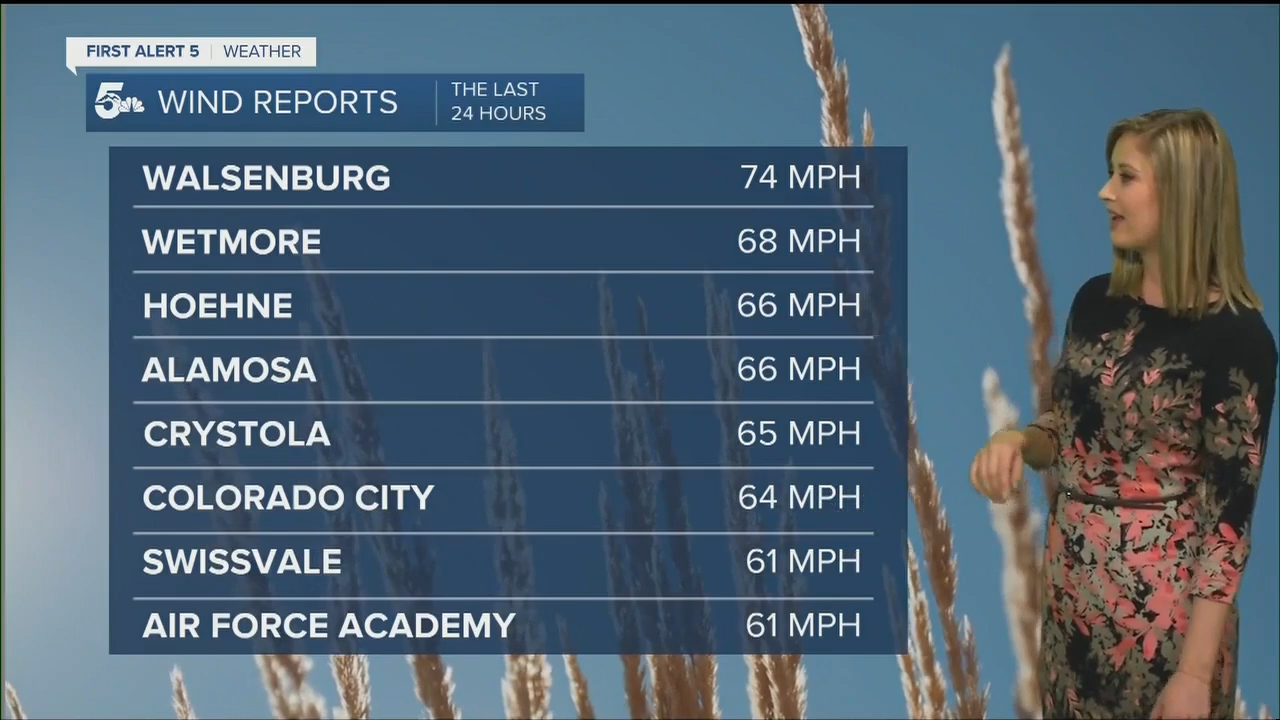 FIRST ALERT 5 | WEATHER
5 WIND REPORTS
THE LAST
24 HOURS
WALSENBURG 74 MPH
WETMORE 68 MPH
HOEHNE 66 MPH
ALAMOSA 66 MPH
CRYSTOLA 65 MPH
COLORADO CITY 64 MPH
SWISSVALE 61 MPH
AIR FORCE ACADEMY 61 MPH